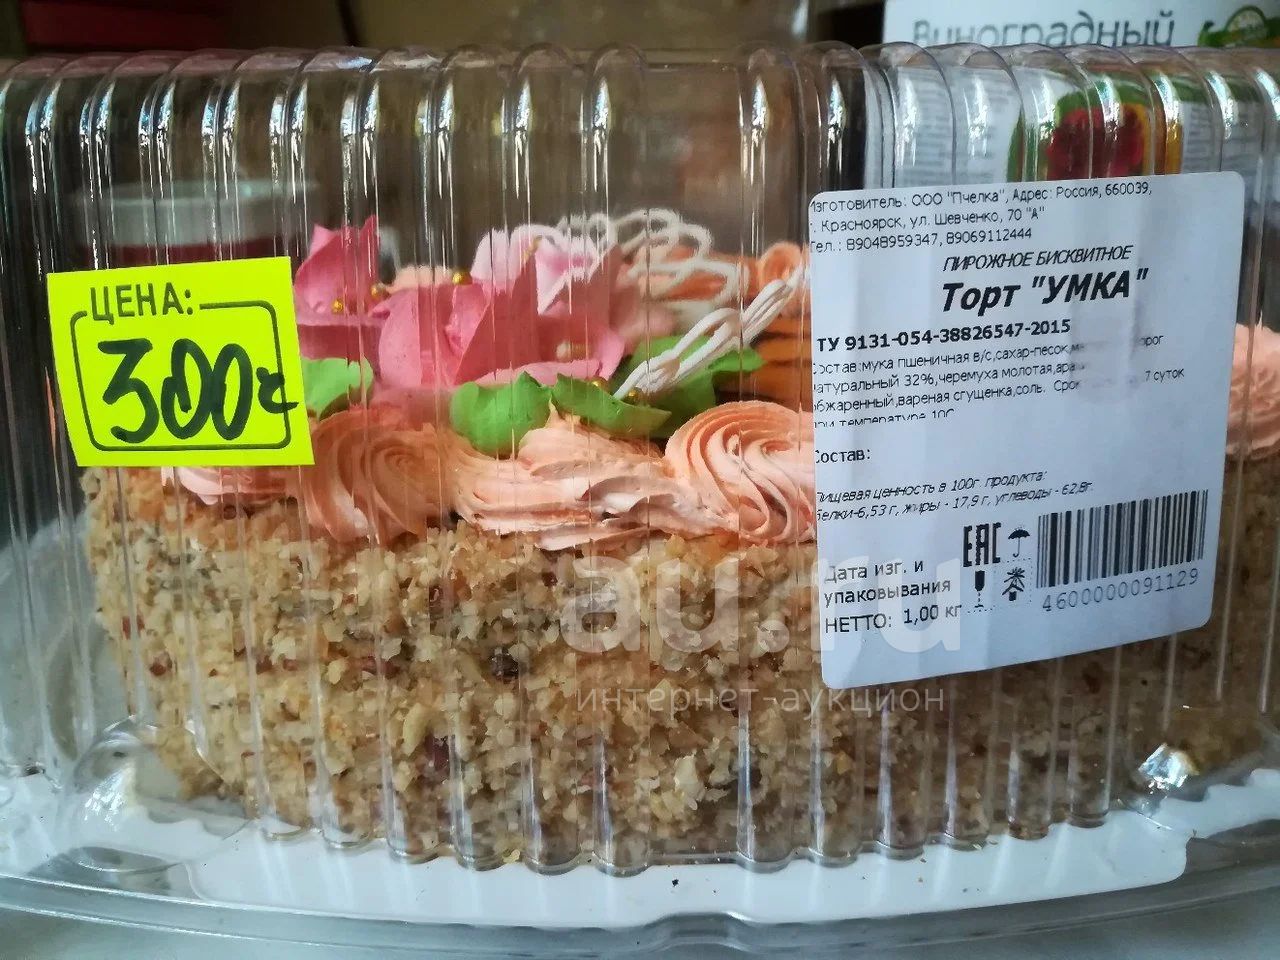 Виноградный
ЦЕНА:
300
Изготовитель: ООО "Пчелка", Адрес: Россия, 660039,
г. Красноярск, ул. Шевченко, 70 "А"
тел.: 89048959347, 89069112444
ПИРОЖНОЕ БИСКВИТНОЕ
Торт "УМКА"
ТУ 9131-054-38826547-2015
Состав:мука пшеничная в/с,сахар-песок,
натуральный 32%,черемуха молотая,
обжаренный,вареная сгущенка,соль. Срок 7 суток
при температуре 10С
Состав:
Пищевая ценность в 100г. продукта:
белки-6,53 г, жиры - 17,9 г, углеводы - 62,8г.
EAC
Дата изг. и
упаковывания
НЕТТО: 1,00 кг
4600000091129
au.ru
интернет-аукцион